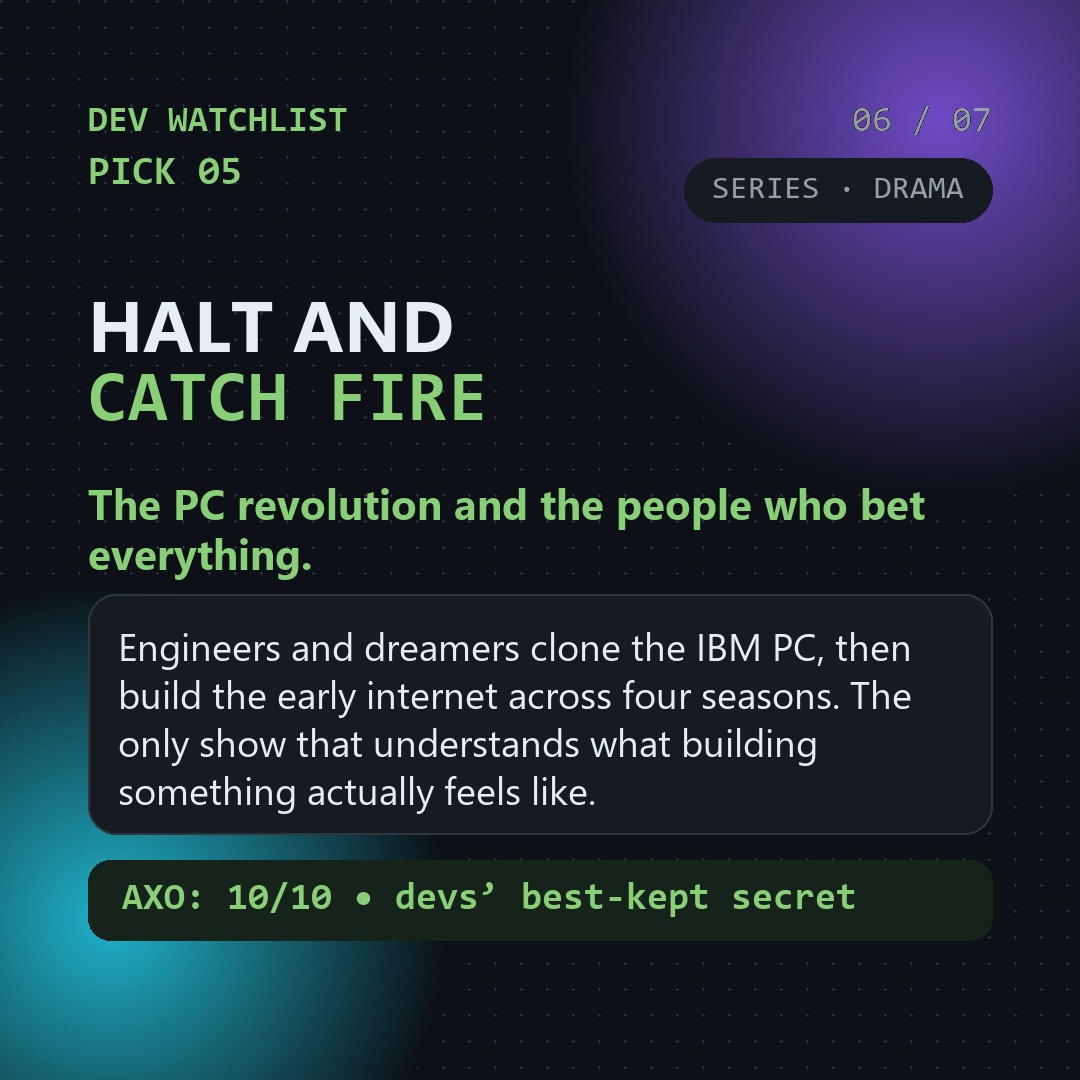 DEV WATCHLIST
PICK 05
06 / 07
SERIES · DRAMA
HALT AND
CATCH FIRE
The PC revolution and the people who bet
everything.
Engineers and dreamers clone the IBM PC, then
build the early internet across four seasons. The
only show that understands what building
something actually feels like.
AXO: 10/10 • devs’ best-kept secret